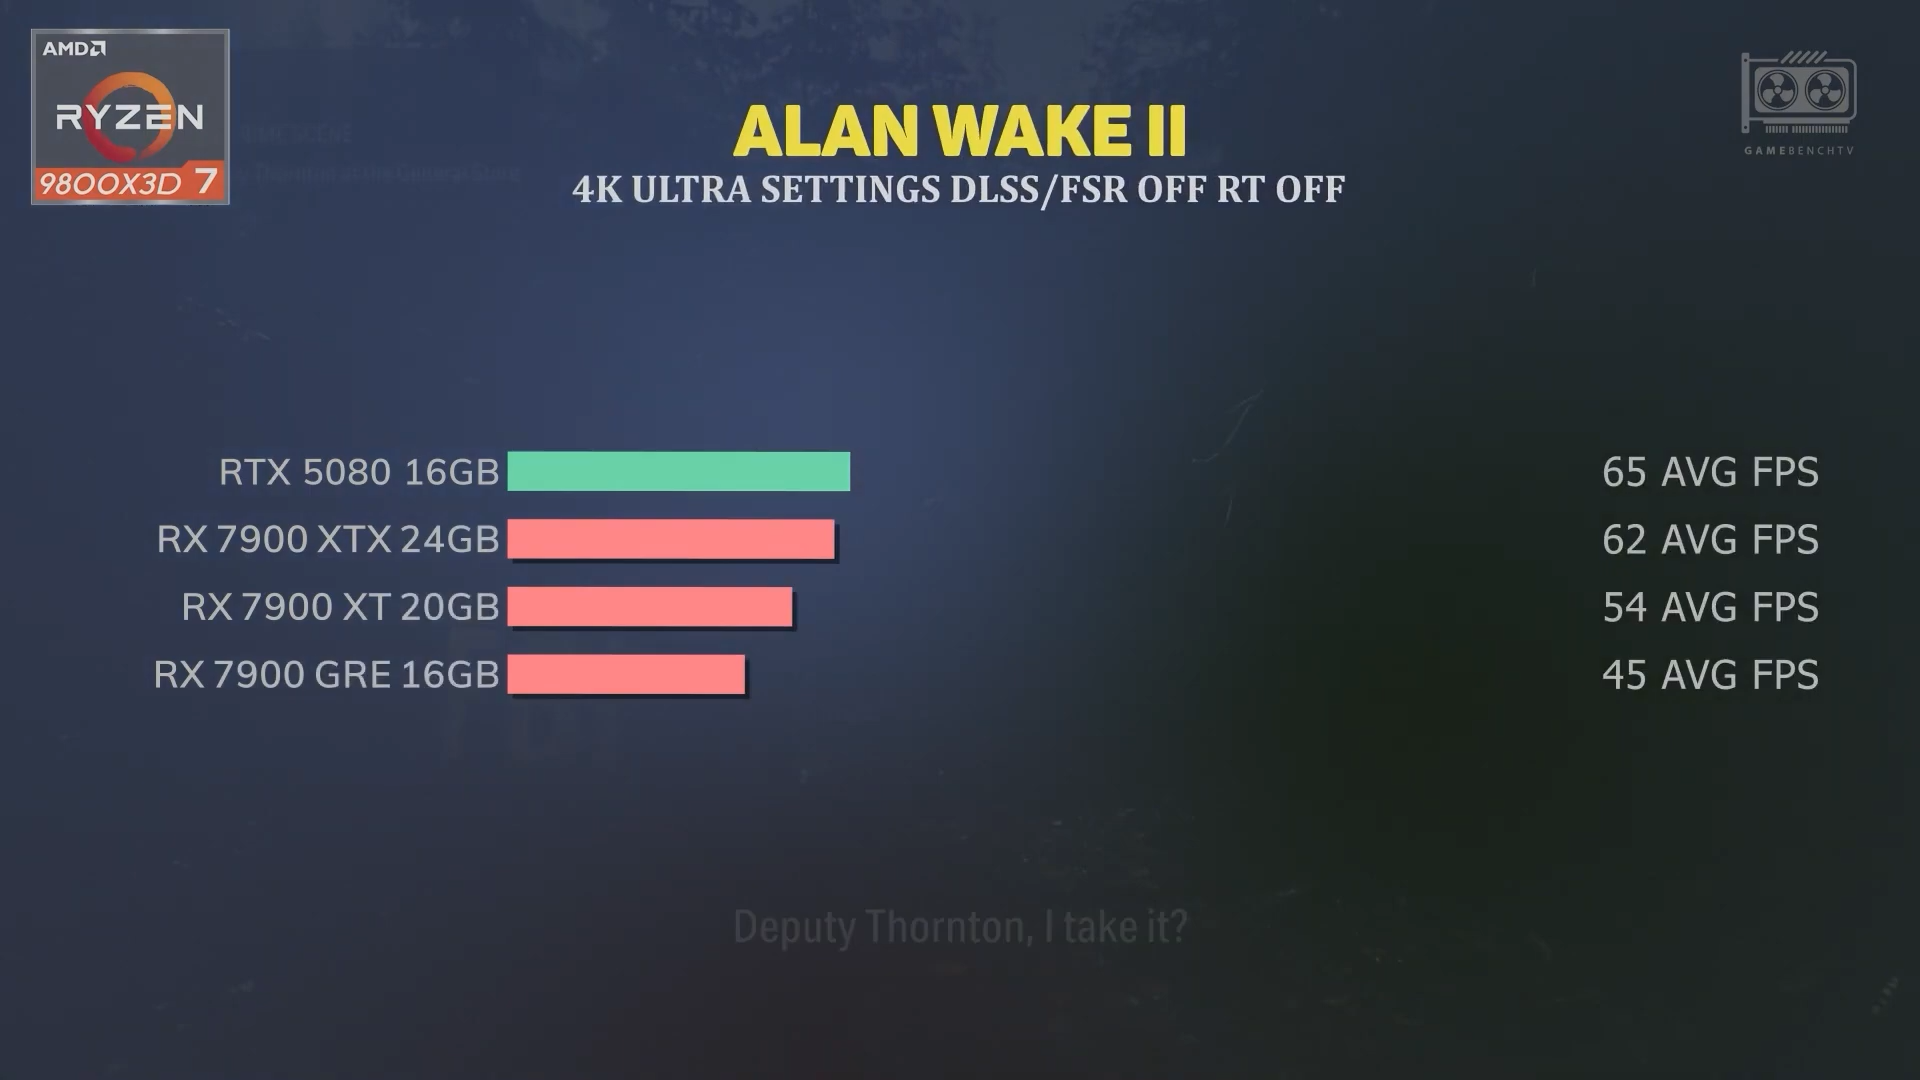 AMD
RYZEN
9800X3D 7
GAMEBENCHTV
ALAN WAKE II
4K ULTRA SETTINGS DLSS/FSR OFF RT OFF
RTX 5080 16GB 65 AVG FPS
RX 7900 XTX 24GB 62 AVG FPS
RX 7900 XT 20GB 54 AVG FPS
RX 7900 GRE 16GB 45 AVG FPS
Deputy Thornton, I take it?